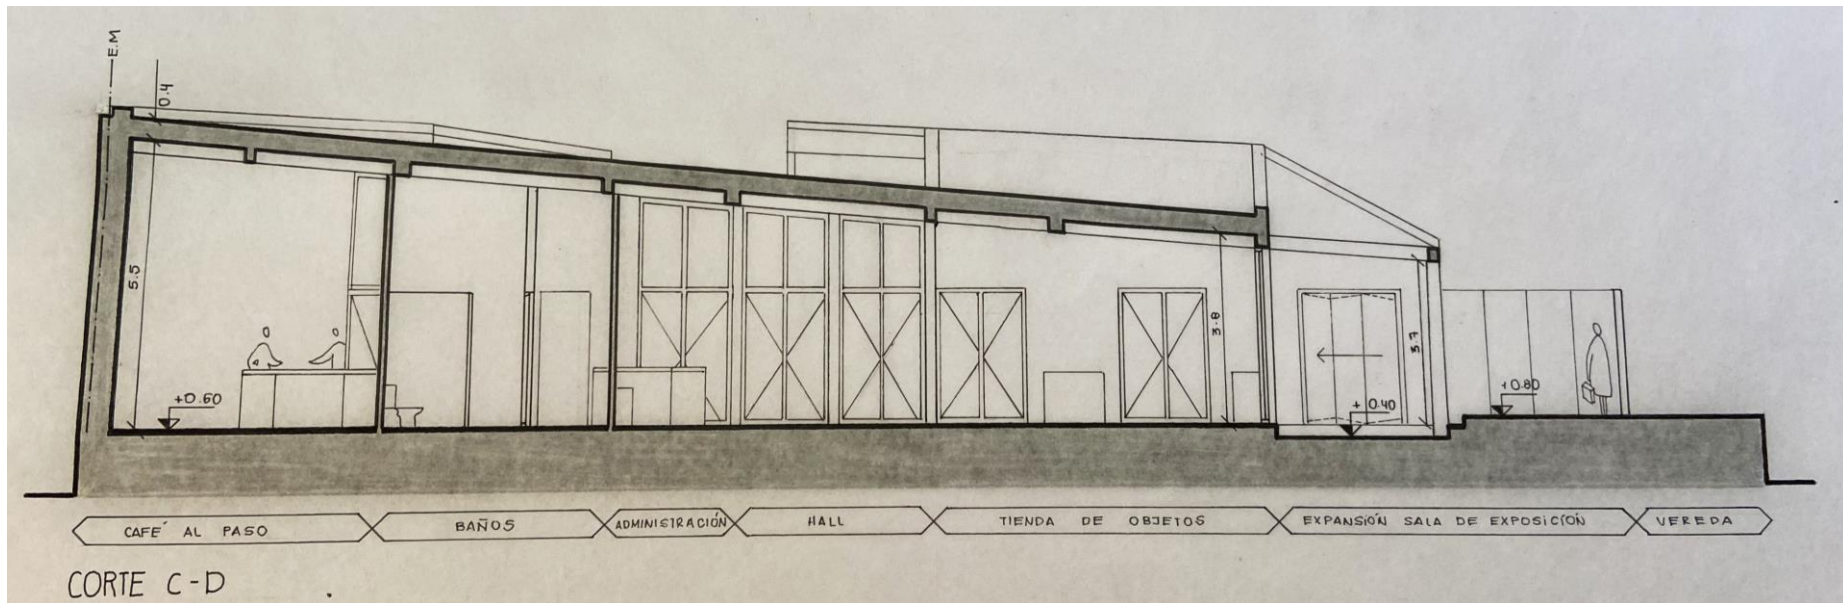 E.M
0.4
5.5
3.8
3.7
+0.60
+0.40
+0.80
CAFÉ AL PASO
BAÑOS
ADMINISTRACIÓN
HALL
TIENDA DE OBJETOS
EXPANSIÓN SALA DE EXPOSICIÓN
VEREDA
CORTE C-D